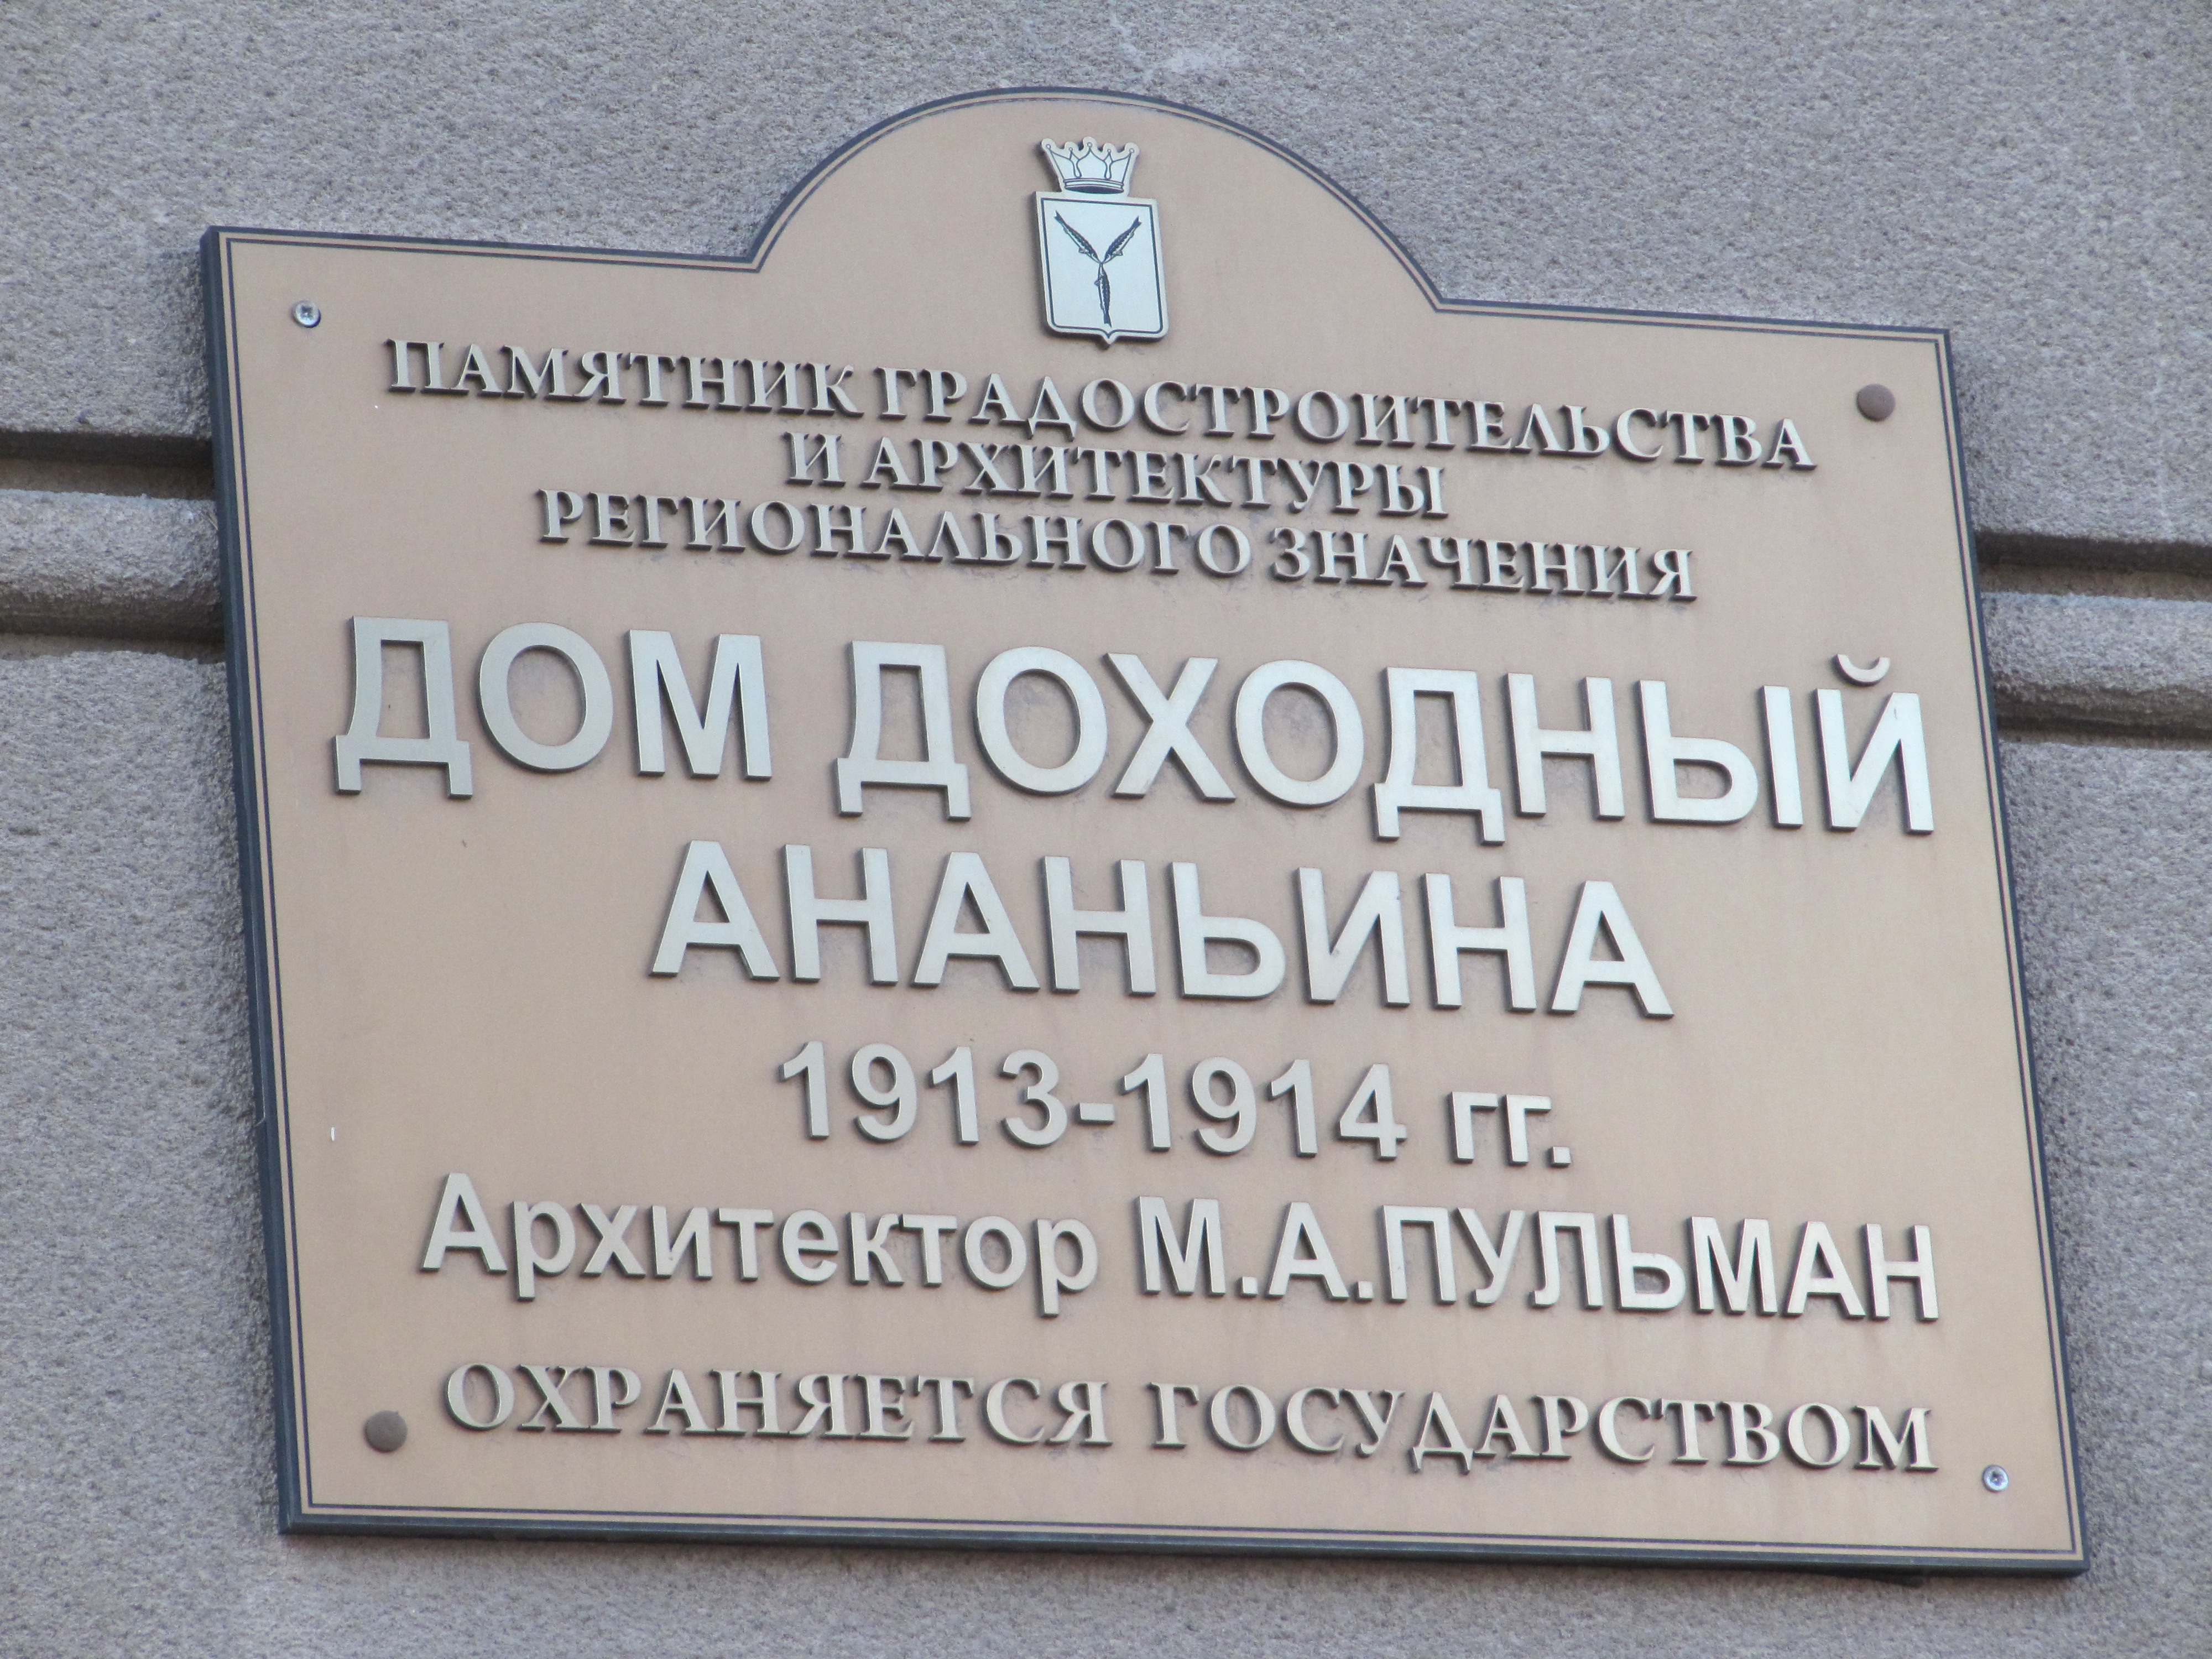 ПАМЯТНИК ГРАДОСТРОИТЕЛЬСТВА
И АРХИТЕКТУРЫ
РЕГИОНАЛЬНОГО ЗНАЧЕНИЯ
ДОМ ДОХОДНЫЙ
АНАНЬИНА
1913-1914 гг.
Архитектор М.А.ПУЛЬМАН
ОХРАНЯЕТСЯ ГОСУДАРСТВОМ